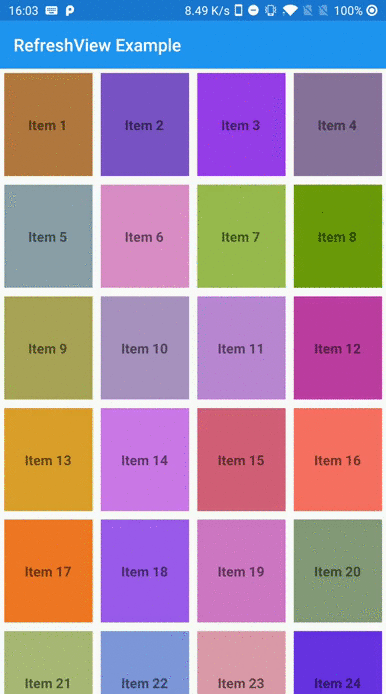 16:03 8.49 K/s 100%
RefreshView Example
Item 1 Item 2 Item 3 Item 4
Item 5 Item 6 Item 7 Item 8
Item 9 Item 10 Item 11 Item 12
Item 13 Item 14 Item 15 Item 16
Item 17 Item 18 Item 19 Item 20
Item 21 Item 22 Item 23 Item 24